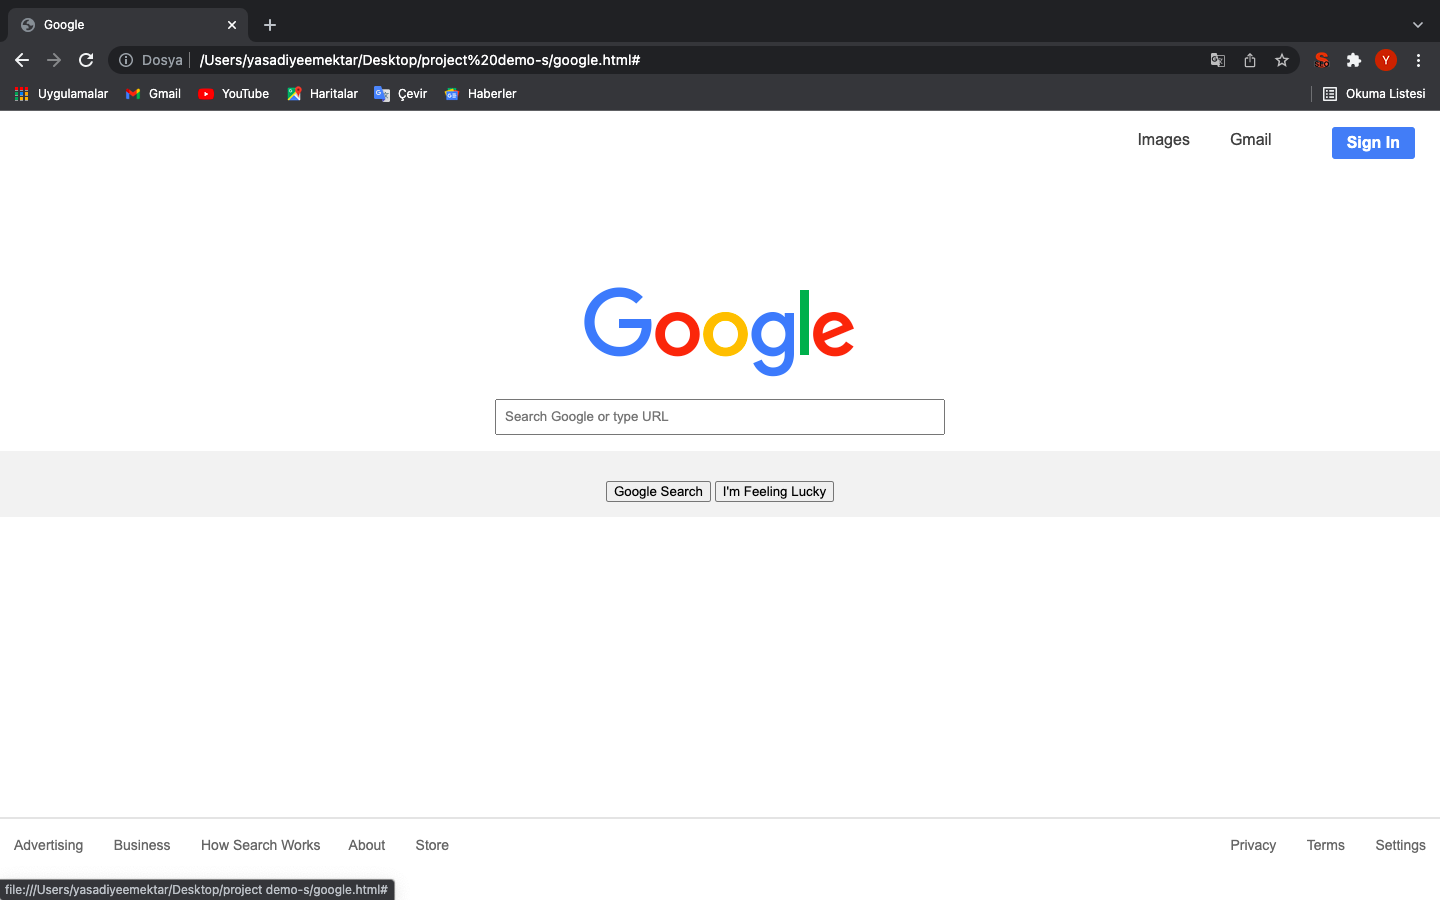 Google
Dosya /Users/yasadiyeemektar/Desktop/project%20demo-s/google.html# SEO Y
Uygulamalar Gmail YouTube Haritalar Çevir Haberler Okuma Listesi
Images Gmail Sign In
Google
Search Google or type URL
Google Search I'm Feeling Lucky
Advertising Business How Search Works About Store Privacy Terms Settings
file:///Users/yasadiyeemektar/Desktop/project demo-s/google.html#